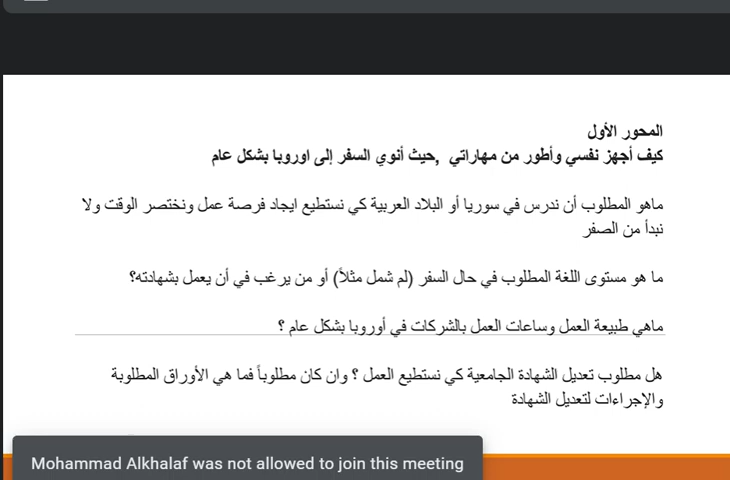 المحور الأول
كيف أجهز نفسي وأطور من مهاراتي ,حيث أنوي السفر إلى اوروبا بشكل عام
ماهو المطلوب أن ندرس في سوريا أو البلاد العربية كي نستطيع ايجاد فرصة عمل ونختصر الوقت ولا
نبدأ من الصفر
ما هو مستوى اللغة المطلوب في حال السفر (لم شمل مثلاً) أو من يرغب في أن يعمل بشهادته؟
ماهي طبيعة العمل وساعات العمل بالشركات في أوروبا بشكل عام ؟
هل مطلوب تعديل الشهادة الجامعية كي نستطيع العمل ؟ وان كان مطلوباً فما هي الأوراق المطلوبة
والإجراءات لتعديل الشهادة
Mohammad Alkhalaf was not allowed to join this meeting